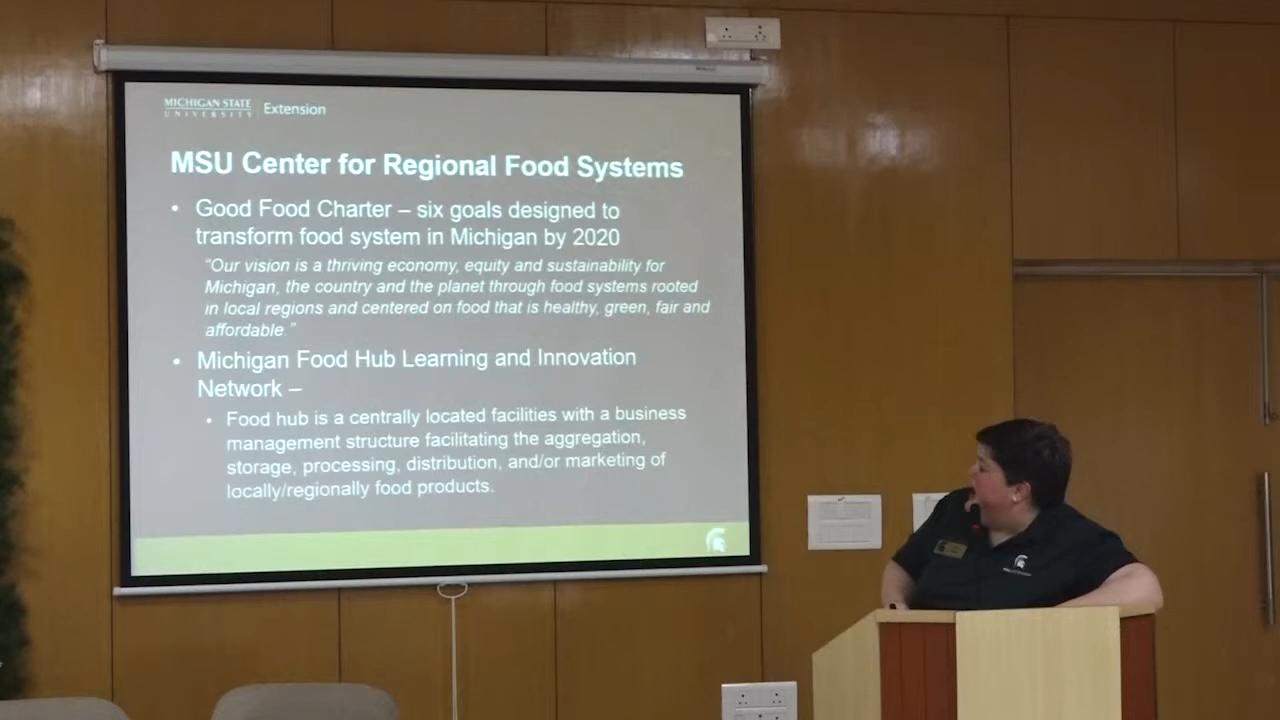 MICHIGAN STATE
UNIVERSITY
Extension
MSU Center for Regional Food Systems
• Good Food Charter – six goals designed to
transform food system in Michigan by 2020
“Our vision is a thriving economy, equity and sustainability for
Michigan, the country and the planet through food systems rooted
in local regions and centered on food that is healthy, green, fair and
affordable.”
• Michigan Food Hub Learning and Innovation
Network –
• Food hub is a centrally located facilities with a business
management structure facilitating the aggregation,
storage, processing, distribution, and/or marketing of
locally/regionally food products.